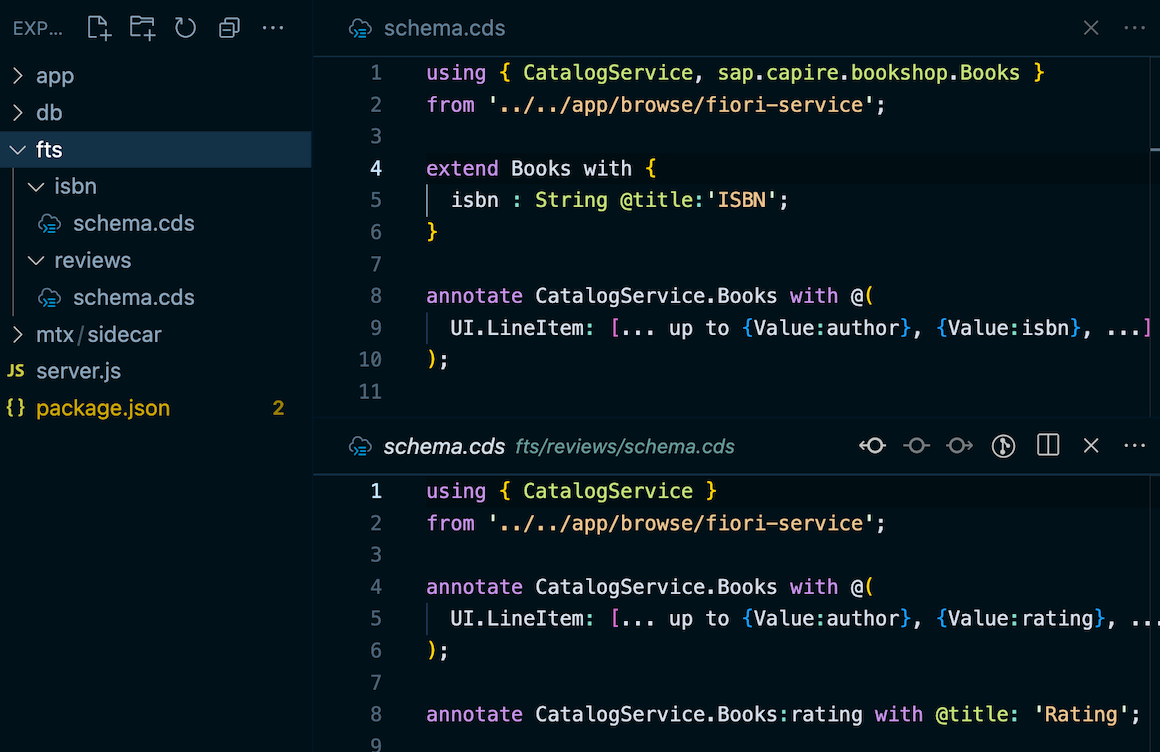 EXP...
app
db
fts
isbn
schema.cds
reviews
schema.cds
mtx/sidecar
JS server.js
{} package.json 2
schema.cds
1 using { CatalogService, sap.capire.bookshop.Books }
2 from '../../app/browse/fiori-service';
3
4 extend Books with {
5 isbn : String @title:'ISBN';
6 }
7
8 annotate CatalogService.Books with @(
9 UI.LineItem: [... up to {Value:author}, {Value:isbn}, ...]
10 );
11
schema.cds fts/reviews/schema.cds
1 using { CatalogService }
2 from '../../app/browse/fiori-service';
3
4 annotate CatalogService.Books with @(
5 UI.LineItem: [... up to {Value:author}, {Value:rating}, ...
6 );
7
8 annotate CatalogService.Books:rating with @title: 'Rating';
9